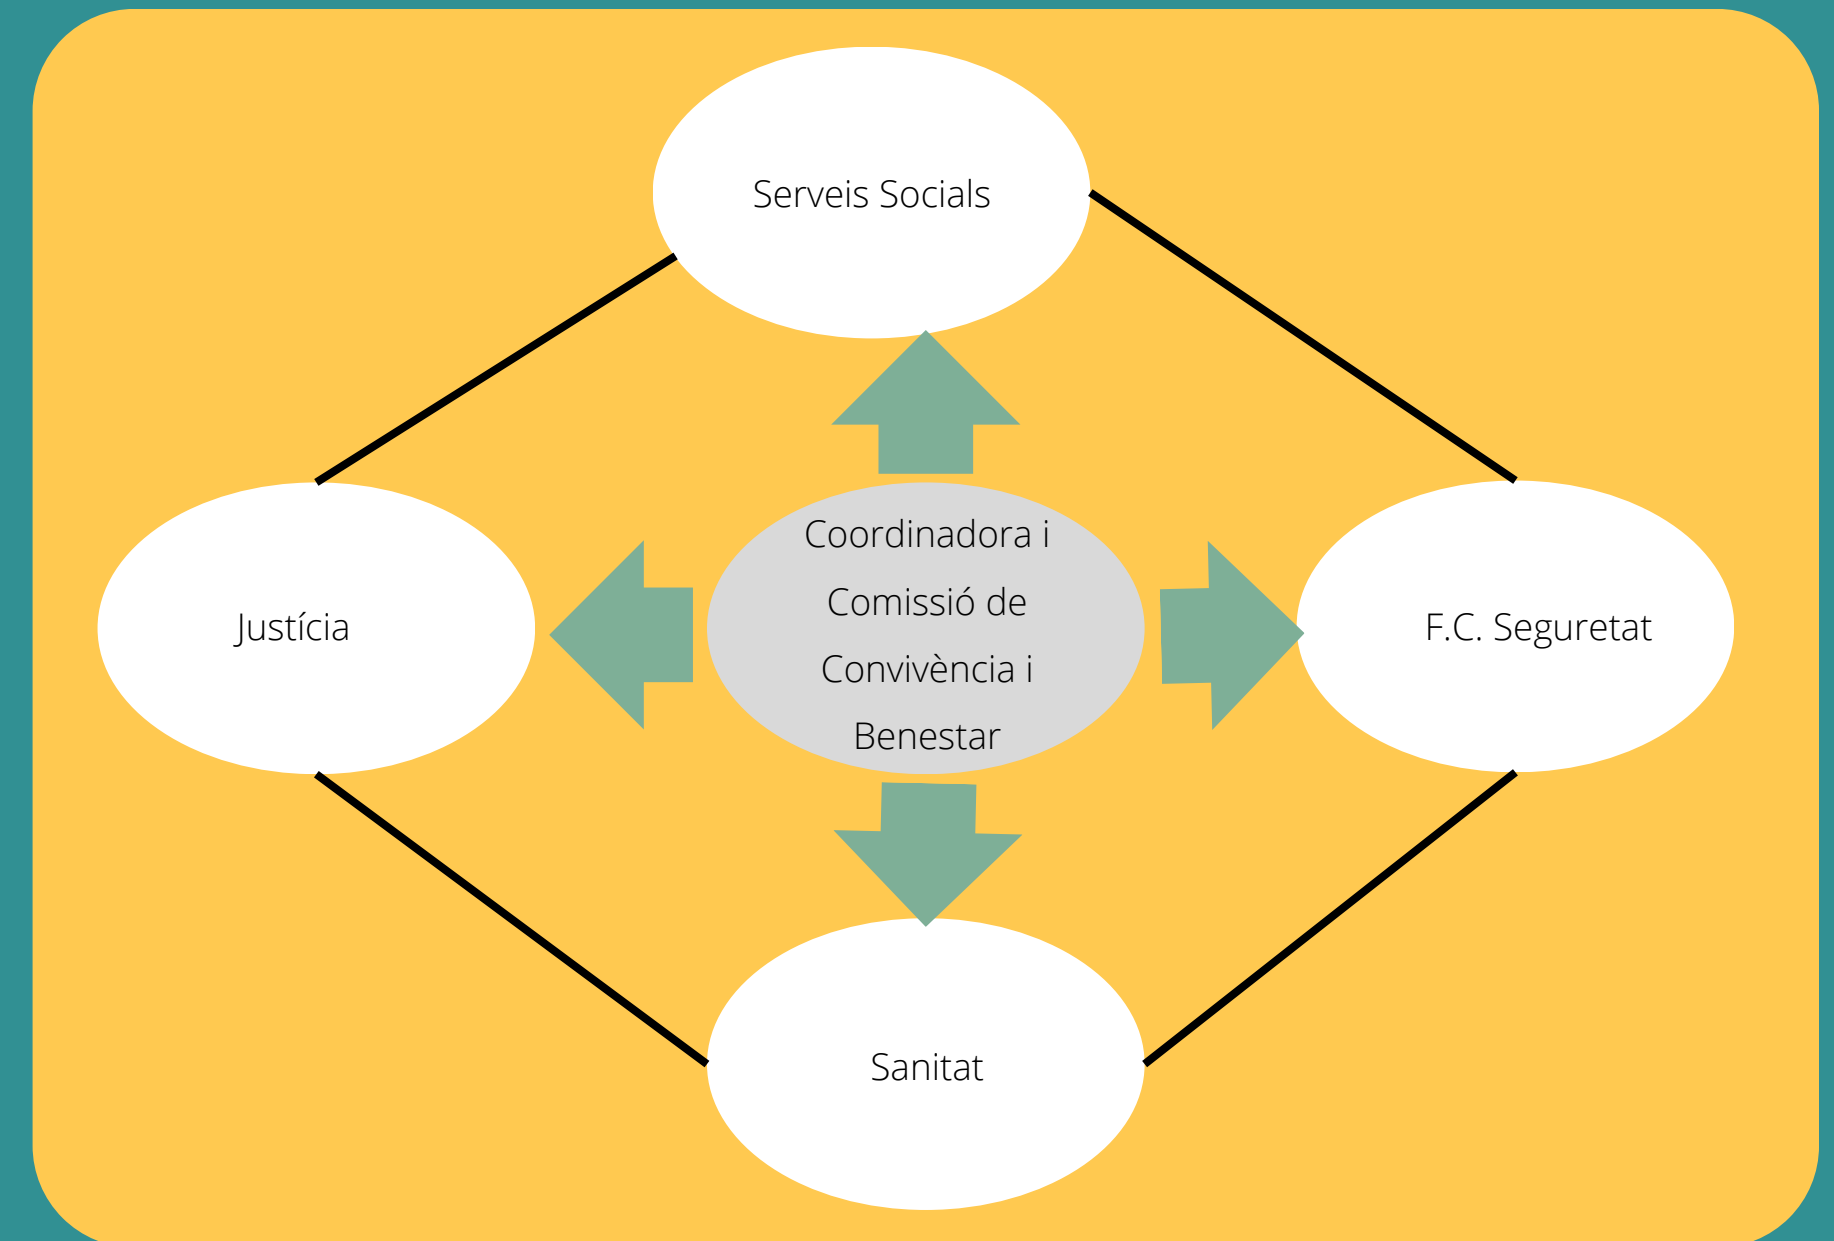 Serveis Socials
Coordinadora i
Comissió de
Convivència i
Benestar
Justícia
F.C. Seguretat
Sanitat